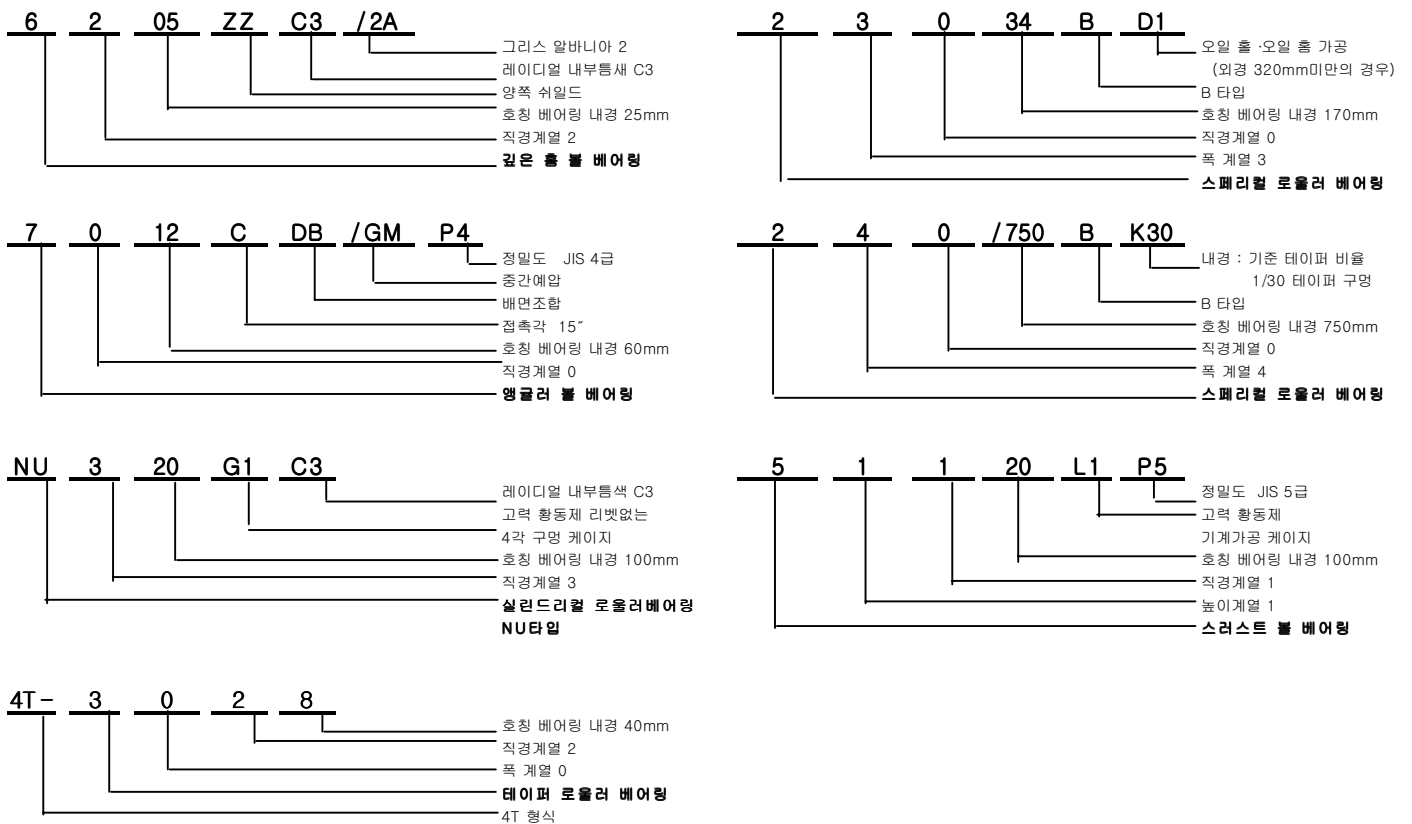 6 2 05 ZZ C3 /2A
그리스 알바니아 2
레이디얼 내부틈새 C3
양쪽 쉬일드
호칭 베어링 내경 25mm
직경계열 2
깊은 홈 볼 베어링
2 3 0 34 B D1
오일 홀 ·오일 홈 가공
(외경 320mm미만의 경우)
B 타입
호칭 베어링 내경 170mm
직경계열 0
폭 계열 3
스페리컬 로울러 베어링
7 0 12 C DB /GM P4
정밀도 JIS 4급
중간예압
배면조합
접촉각 15˝
호칭 베어링 내경 60mm
직경계열 0
앵귤러 볼 베어링
2 4 0 /750 B K30
내경 : 기준 테이퍼 비율
1/30 테이퍼 구멍
B 타입
호칭 베어링 내경 750mm
직경계열 0
폭 계열 4
스페리컬 로울러 베어링
NU 3 20 G1 C3
레이디얼 내부틈색 C3
고력 황동제 리벳없는
4각 구멍 케이지
호칭 베어링 내경 100mm
직경계열 3
실린드리컬 로울러베어링
NU타입
5 1 1 20 L1 P5
정밀도 JIS 5급
고력 황동제
기계가공 케이지
호칭 베어링 내경 100mm
직경계열 1
높이계열 1
스러스트 볼 베어링
4T- 3 0 2 8
호칭 베어링 내경 40mm
직경계열 2
폭 계열 0
테이퍼 로울러 베어링
4T 형식